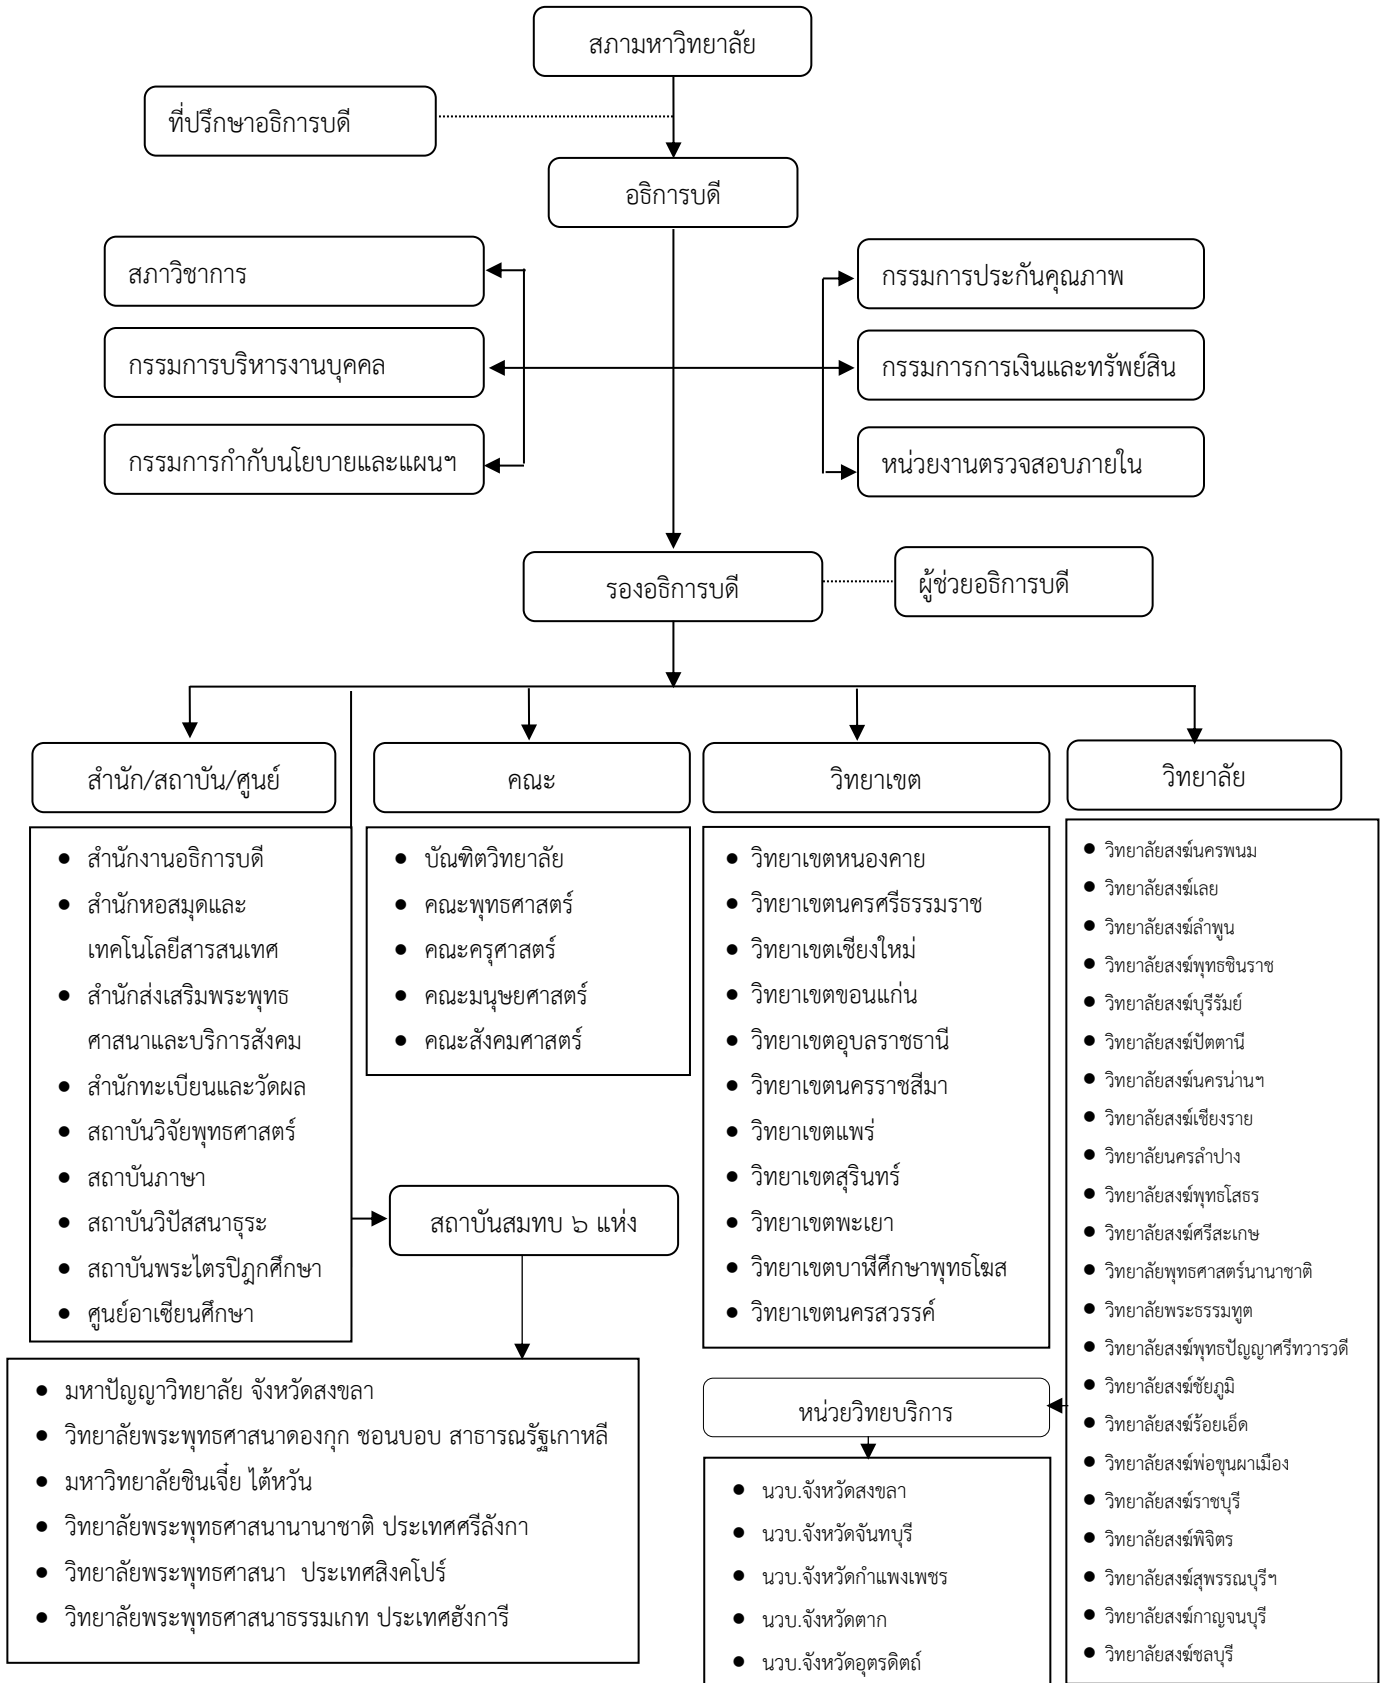 สภามหาวิทยาลัย
ที่ปรึกษาอธิการบดี
อธิการบดี
สภาวิชาการ
กรรมการบริหารงานบุคคล
กรรมการกำกับนโยบายและแผนฯ
กรรมการประกันคุณภาพ
กรรมการการเงินและทรัพย์สิน
หน่วยงานตรวจสอบภายใน
รองอธิการบดี
ผู้ช่วยอธิการบดี
สำนัก/สถาบัน/ศูนย์
● สำนักงานอธิการบดี
● สำนักหอสมุดและ
เทคโนโลยีสารสนเทศ
● สำนักส่งเสริมพระพุทธ
ศาสนาและบริการสังคม
● สำนักทะเบียนและวัดผล
● สถาบันวิจัยพุทธศาสตร์
● สถาบันภาษา
● สถาบันวิปัสสนาธุระ
● สถาบันพระไตรปิฎกศึกษา
● ศูนย์อาเซียนศึกษา
คณะ
● บัณฑิตวิทยาลัย
● คณะพุทธศาสตร์
● คณะครุศาสตร์
● คณะมนุษยศาสตร์
● คณะสังคมศาสตร์
สถาบันสมทบ ๖ แห่ง
● มหาปัญญาวิทยาลัย จังหวัดสงขลา
● วิทยาลัยพระพุทธศาสนาดองกุก ชอนบอบ สาธารณรัฐเกาหลี
● มหาวิทยาลัยชินเจี๋ย ไต้หวัน
● วิทยาลัยพระพุทธศาสนานานาชาติ ประเทศศรีลังกา
● วิทยาลัยพระพุทธศาสนา ประเทศสิงคโปร์
● วิทยาลัยพระพุทธศาสนาธรรมเกท ประเทศฮังการี
วิทยาเขต
● วิทยาเขตหนองคาย
● วิทยาเขตนครศรีธรรมราช
● วิทยาเขตเชียงใหม่
● วิทยาเขตขอนแก่น
● วิทยาเขตอุบลราชธานี
● วิทยาเขตนครราชสีมา
● วิทยาเขตแพร่
● วิทยาเขตสุรินทร์
● วิทยาเขตพะเยา
● วิทยาเขตบาฬีศึกษาพุทธโฆส
● วิทยาเขตนครสวรรค์
หน่วยวิทยบริการ
● นวบ.จังหวัดสงขลา
● นวบ.จังหวัดจันทบุรี
● นวบ.จังหวัดกำแพงเพชร
● นวบ.จังหวัดตาก
● นวบ.จังหวัดอุตรดิตถ์
วิทยาลัย
● วิทยาลัยสงฆ์นครพนม
● วิทยาลัยสงฆ์เลย
● วิทยาลัยสงฆ์ลำพูน
● วิทยาลัยสงฆ์พุทธชินราช
● วิทยาลัยสงฆ์บุรีรัมย์
● วิทยาลัยสงฆ์ปัตตานี
● วิทยาลัยสงฆ์นครน่านฯ
● วิทยาลัยสงฆ์เชียงราย
● วิทยาลัยนครลำปาง
● วิทยาลัยสงฆ์พุทธโสธร
● วิทยาลัยสงฆ์ศรีสะเกษ
● วิทยาลัยพุทธศาสตร์นานาชาติ
● วิทยาลัยพระธรรมทูต
● วิทยาลัยสงฆ์พุทธปัญญาศรีทวารวดี
● วิทยาลัยสงฆ์ชัยภูมิ
● วิทยาลัยสงฆ์ร้อยเอ็ด
● วิทยาลัยสงฆ์พ่อขุนผาเมือง
● วิทยาลัยสงฆ์ราชบุรี
● วิทยาลัยสงฆ์พิจิตร
● วิทยาลัยสงฆ์สุพรรณบุรีฯ
● วิทยาลัยสงฆ์กาญจนบุรี
● วิทยาลัยสงฆ์ชลบุรี